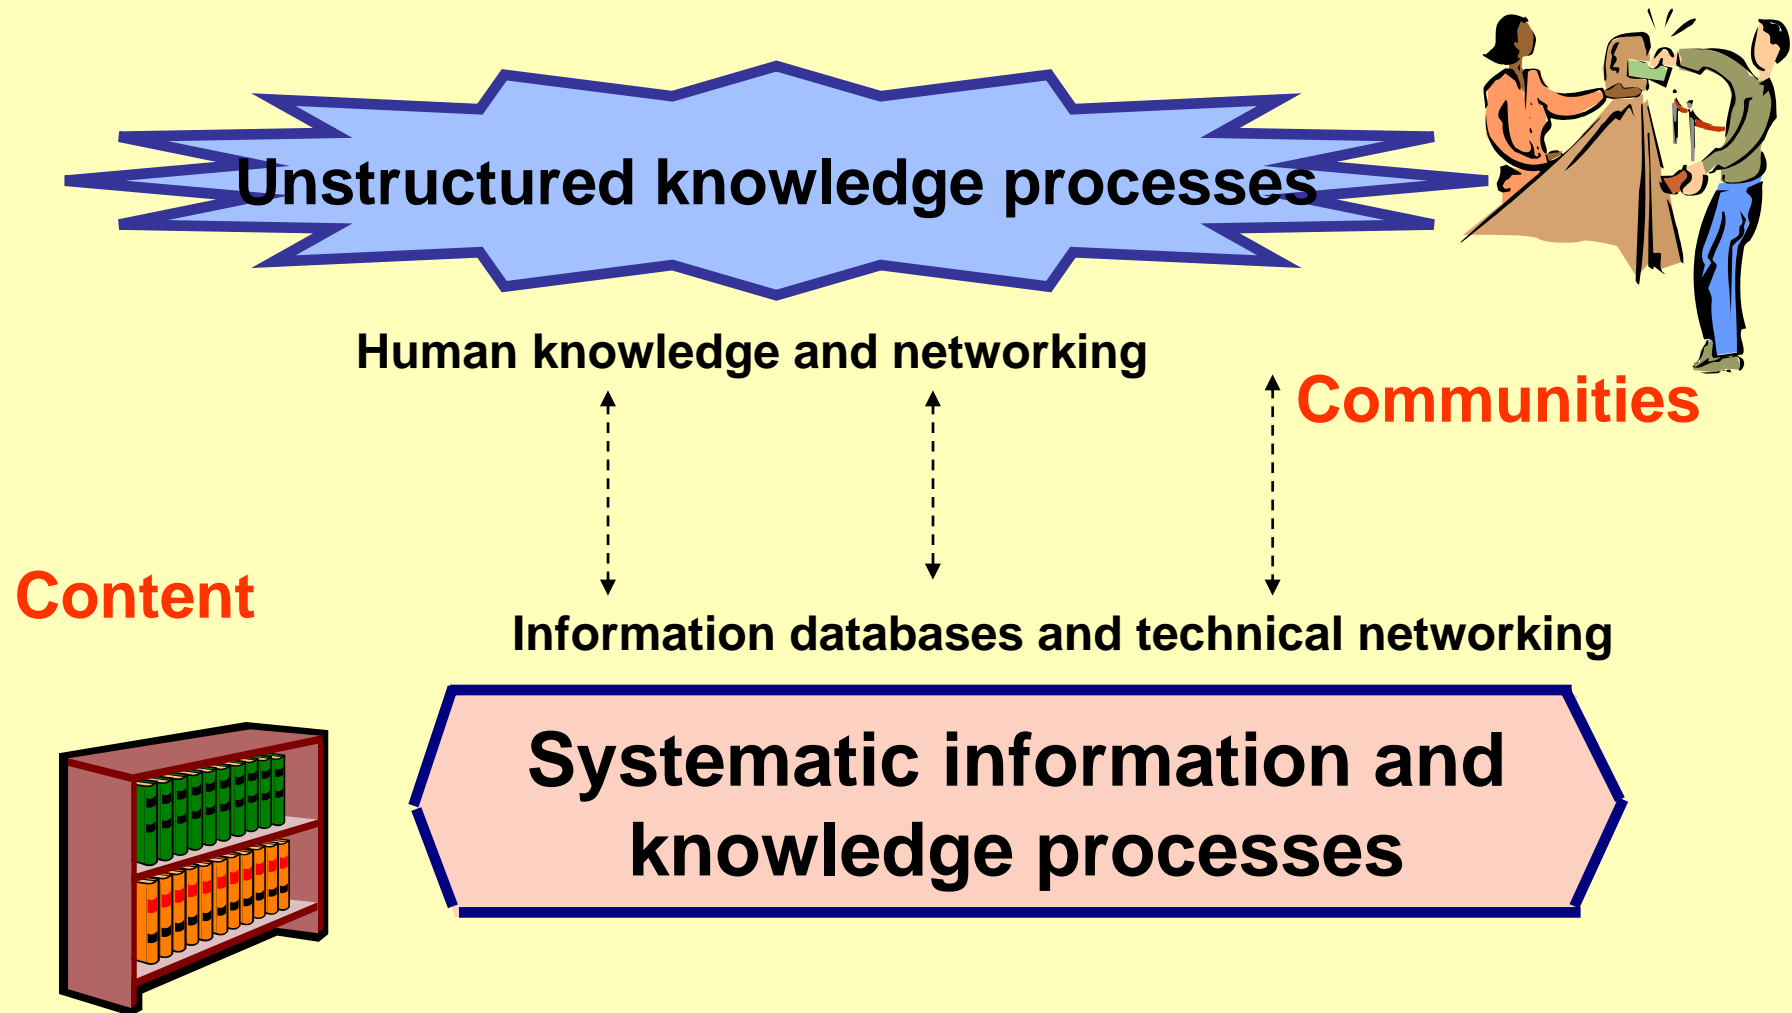 Unstructured knowledge processes
Human knowledge and networking
Communities
Content
Information databases and technical networking
Systematic information and
knowledge processes